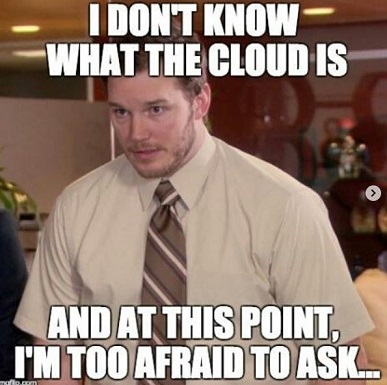 I DON'T KNOW
WHAT THE CLOUD IS
AND AT THIS POINT,
I'M TOO AFRAID TO ASK...